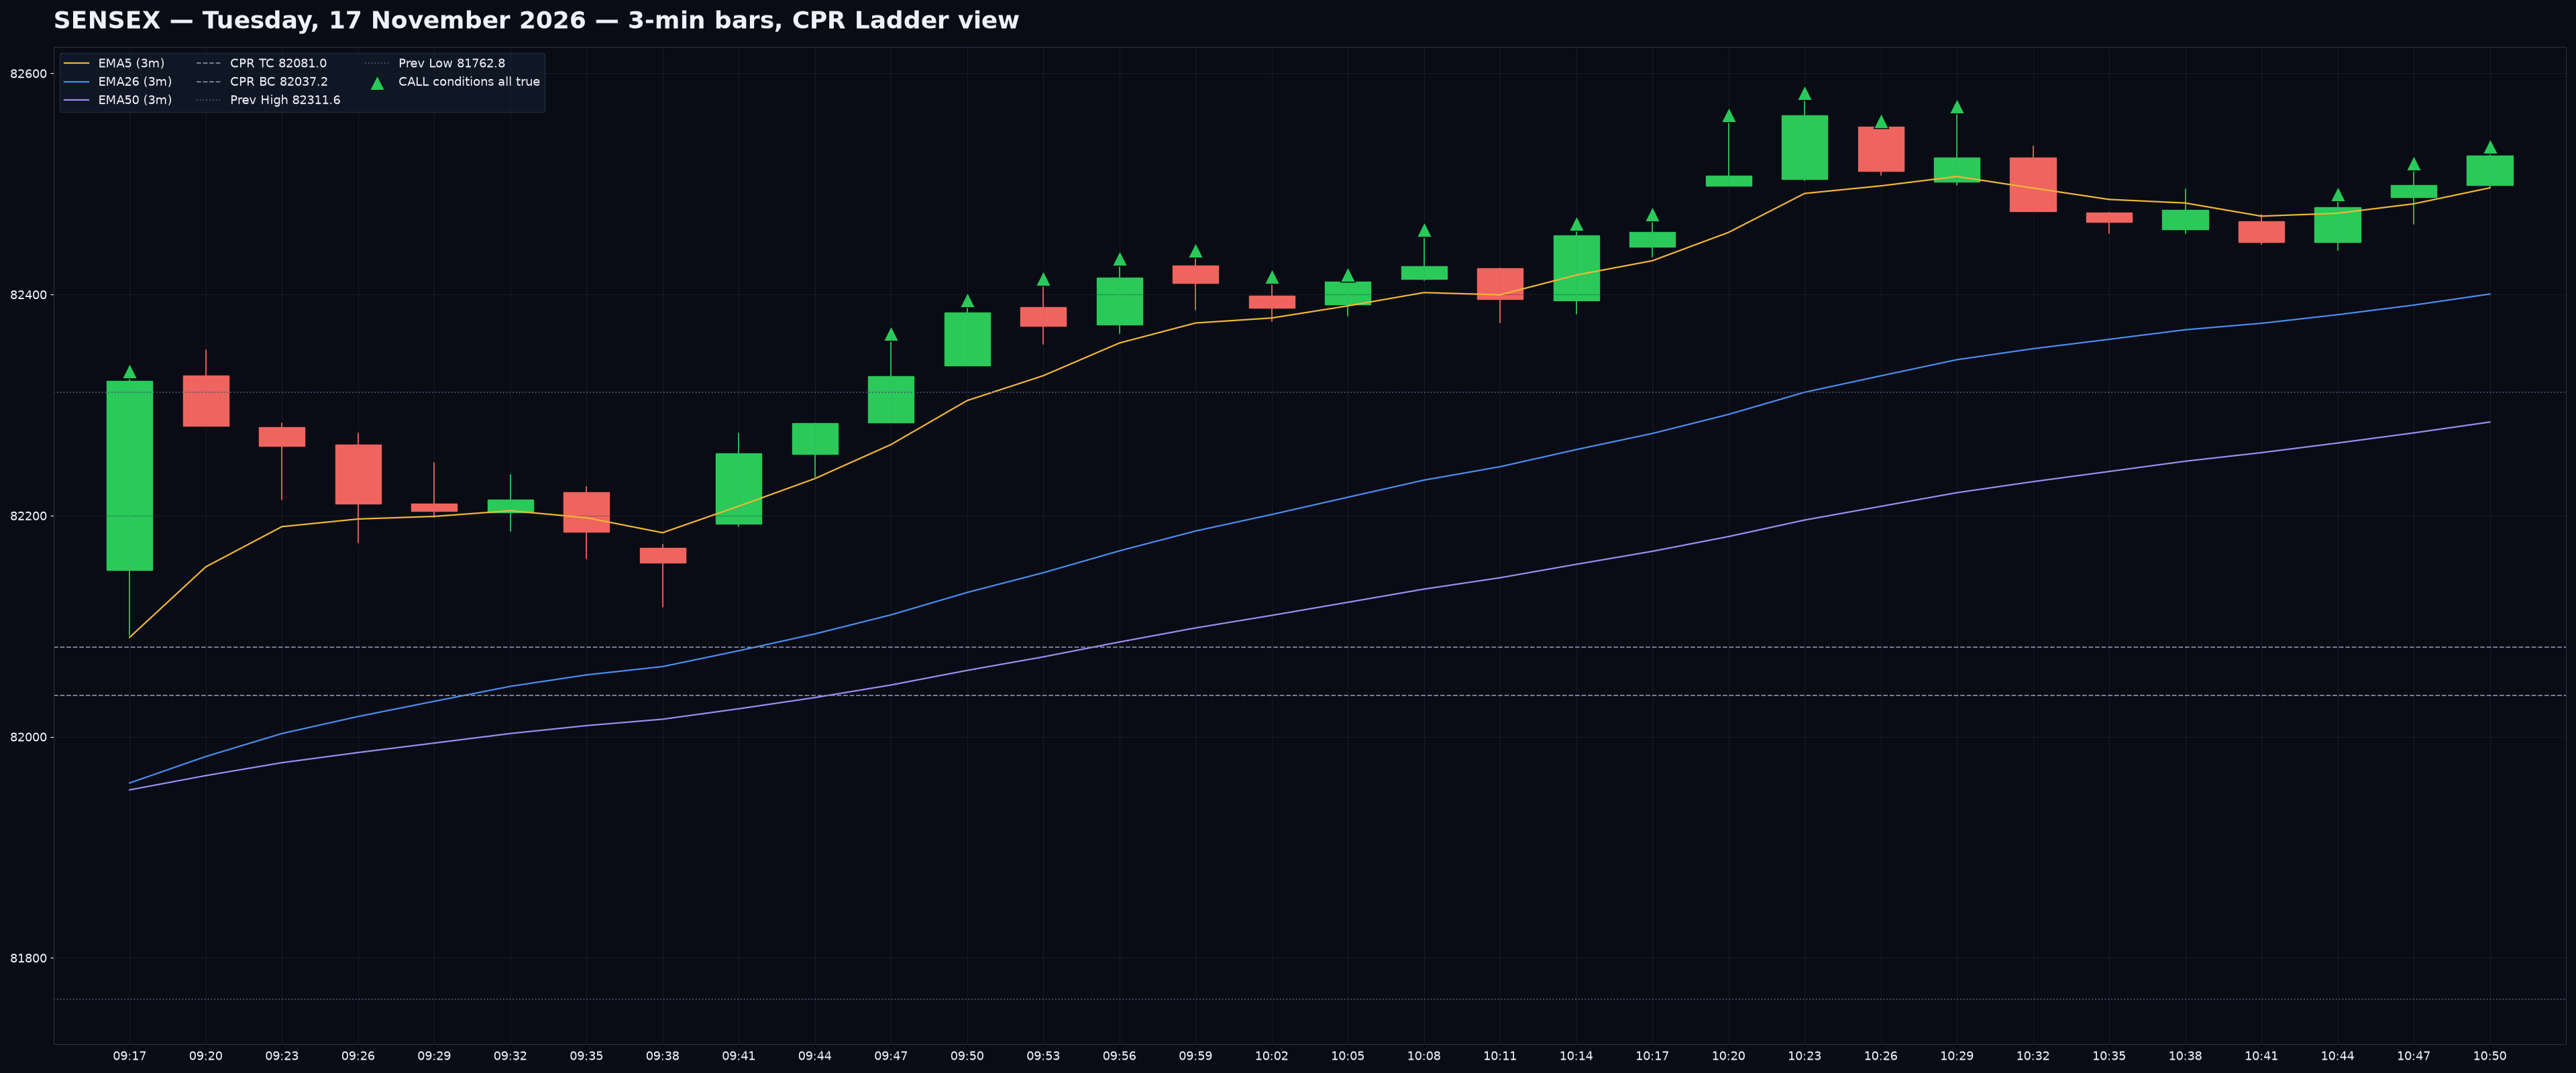 SENSEX — Tuesday, 17 November 2026 — 3-min bars, CPR Ladder view
EMA5 (3m)
EMA26 (3m)
EMA50 (3m)
CPR TC 82081.0
CPR BC 82037.2
Prev High 82311.6
Prev Low 81762.8
CALL conditions all true
82600
82400
82200
82000
81800
09:17 09:20 09:23 09:26 09:29 09:32 09:35 09:38 09:41 09:44 09:47 09:50 09:53 09:56 09:59 10:02 10:05 10:08 10:11 10:14 10:17 10:20 10:23 10:26 10:29 10:32 10:35 10:38 10:41 10:44 10:47 10:50